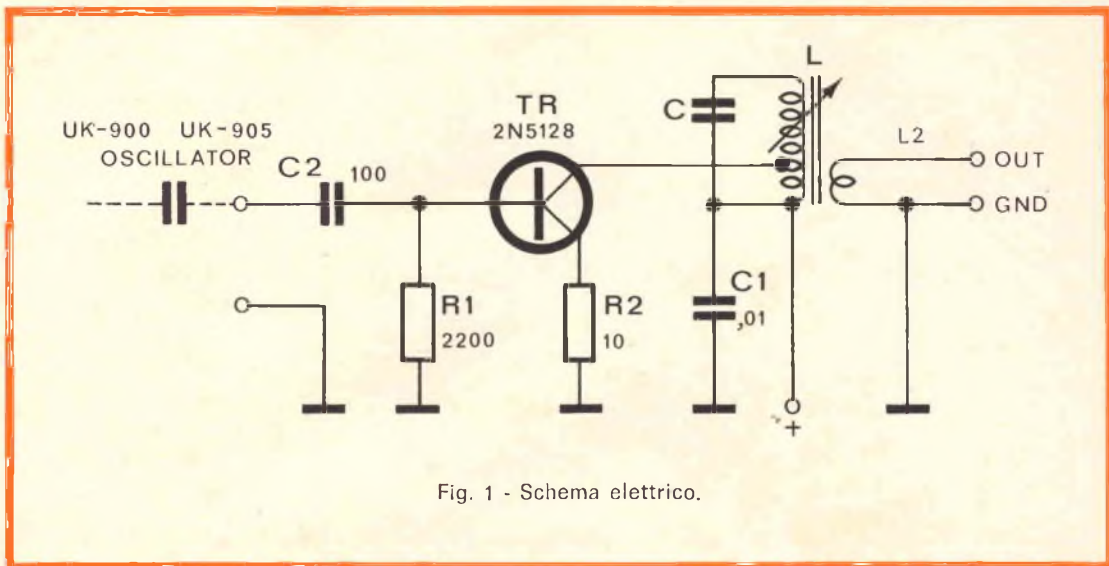 UK-900 UK-905
OSCILLATOR
C2
100
TR
2N5128
R1
2200
R2
10
C
L
C1
,01
L2
OUT
GND
+
Fig. 1 - Schema elettrico.